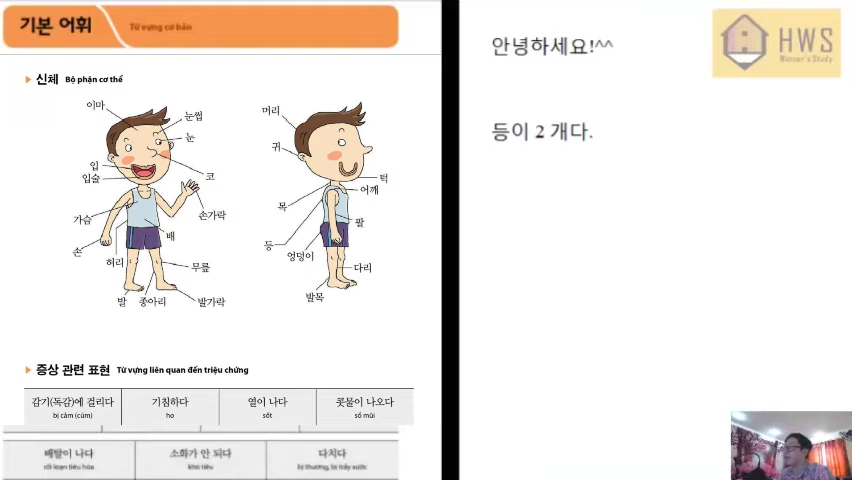 기본 어휘
Từ vựng cơ bản
신체 Bộ phận cơ thể
이마
눈썹
눈
입
입술
코
가슴
손가락
배
손
허리
무릎
발
종아리
발가락
머리
귀
턱
어깨
목
팔
등
엉덩이
다리
발목
증상 관련 표현 Từ vựng liên quan đến triệu chứng
감기(독감)에 걸리다
bị cảm (cúm)
기침하다
ho
열이 나다
sốt
콧물이 나오다
sổ mũi
배탈이 나다
rối loạn tiêu hóa
소화가 안 되다
khó tiêu
다치다
bị thương, bị trầy xước
안녕하세요!^^
등이 2 개다.
HWS
Winner's Study